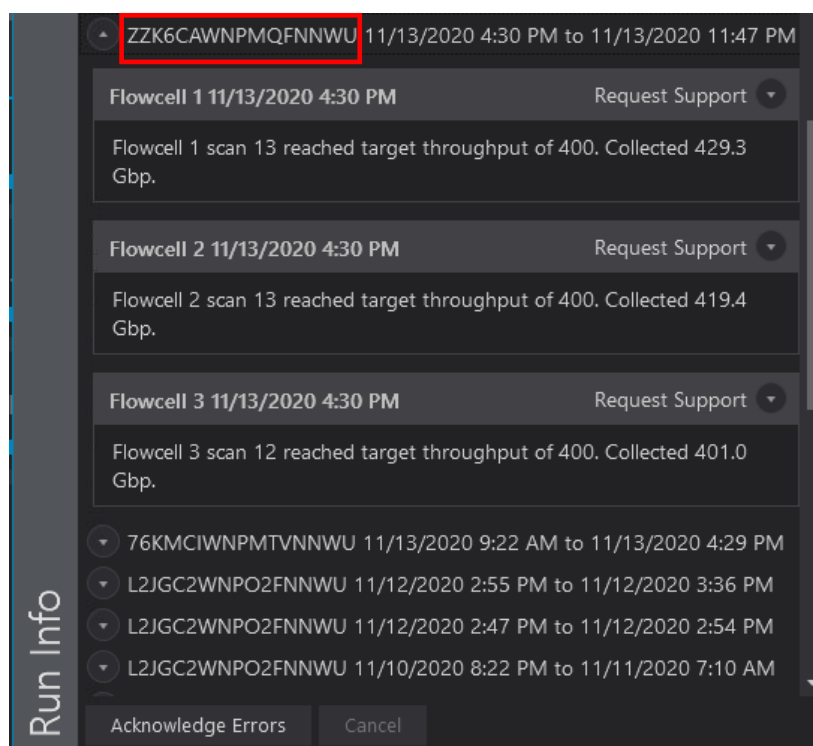 ZZK6CAWNPMQFNNWU 11/13/2020 4:30 PM to 11/13/2020 11:47 PM
Flowcell 1 11/13/2020 4:30 PM Request Support
Flowcell 1 scan 13 reached target throughput of 400. Collected 429.3
Gbp.
Flowcell 2 11/13/2020 4:30 PM Request Support
Flowcell 2 scan 13 reached target throughput of 400. Collected 419.4
Gbp.
Flowcell 3 11/13/2020 4:30 PM Request Support
Flowcell 3 scan 12 reached target throughput of 400. Collected 401.0
Gbp.
76KMCIWNPMTVNNWU 11/13/2020 9:22 AM to 11/13/2020 4:29 PM
L2JGC2WNPO2FNNWU 11/12/2020 2:55 PM to 11/12/2020 3:36 PM
L2JGC2WNPO2FNNWU 11/12/2020 2:47 PM to 11/12/2020 2:54 PM
L2JGC2WNPO2FNNWU 11/10/2020 8:22 PM to 11/11/2020 7:10 AM
Run Info
Acknowledge Errors Cancel